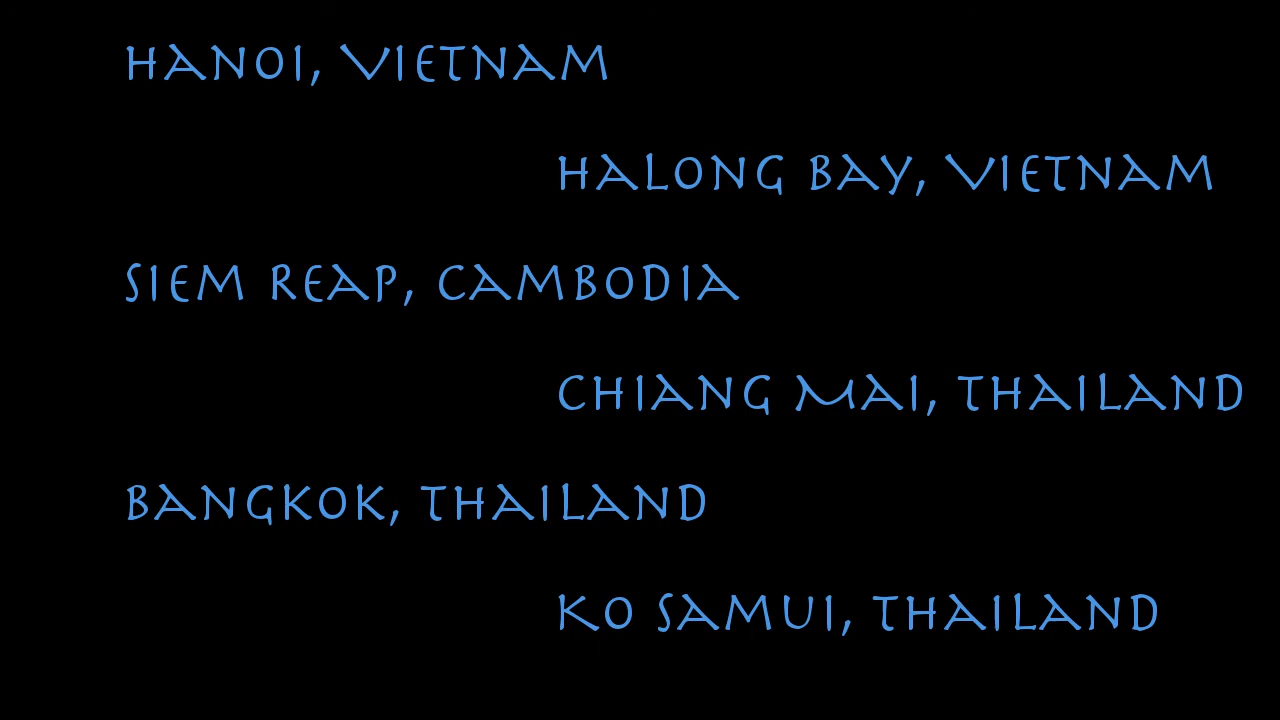 Hanoi, Vietnam
Halong Bay, Vietnam
Siem Reap, Cambodia
Chiang Mai, Thailand
Bangkok, Thailand
Ko Samui, Thailand